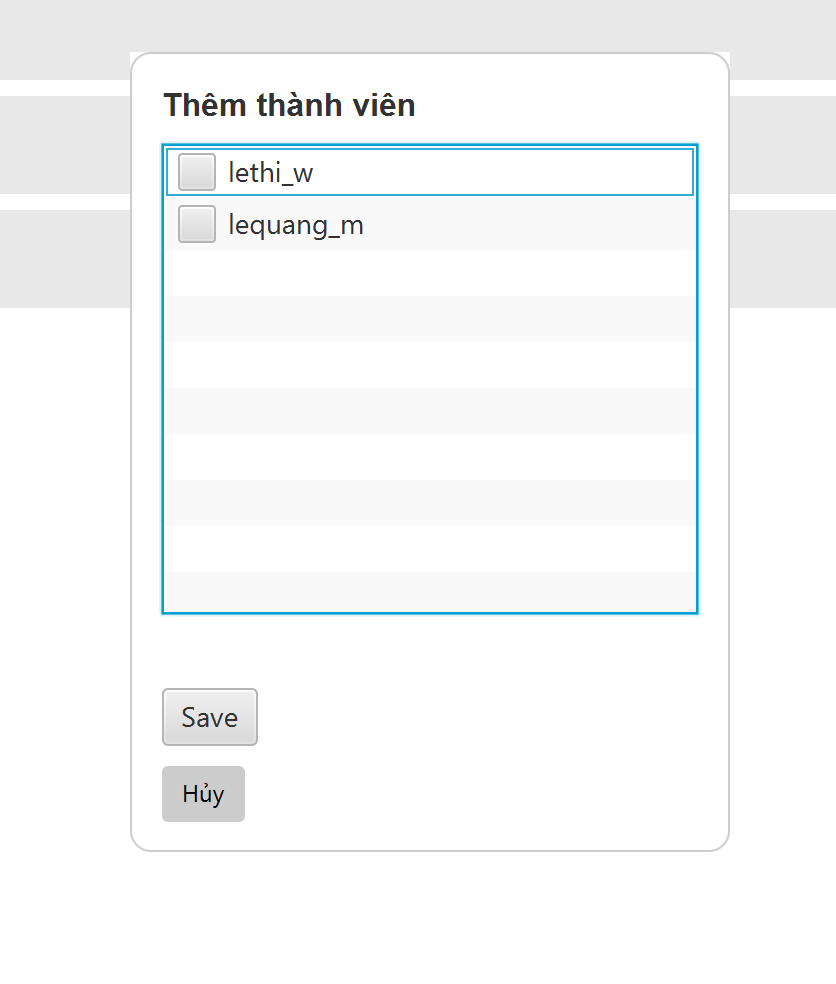 Thêm thành viên
lethi_w
lequang_m
Save
Hủy